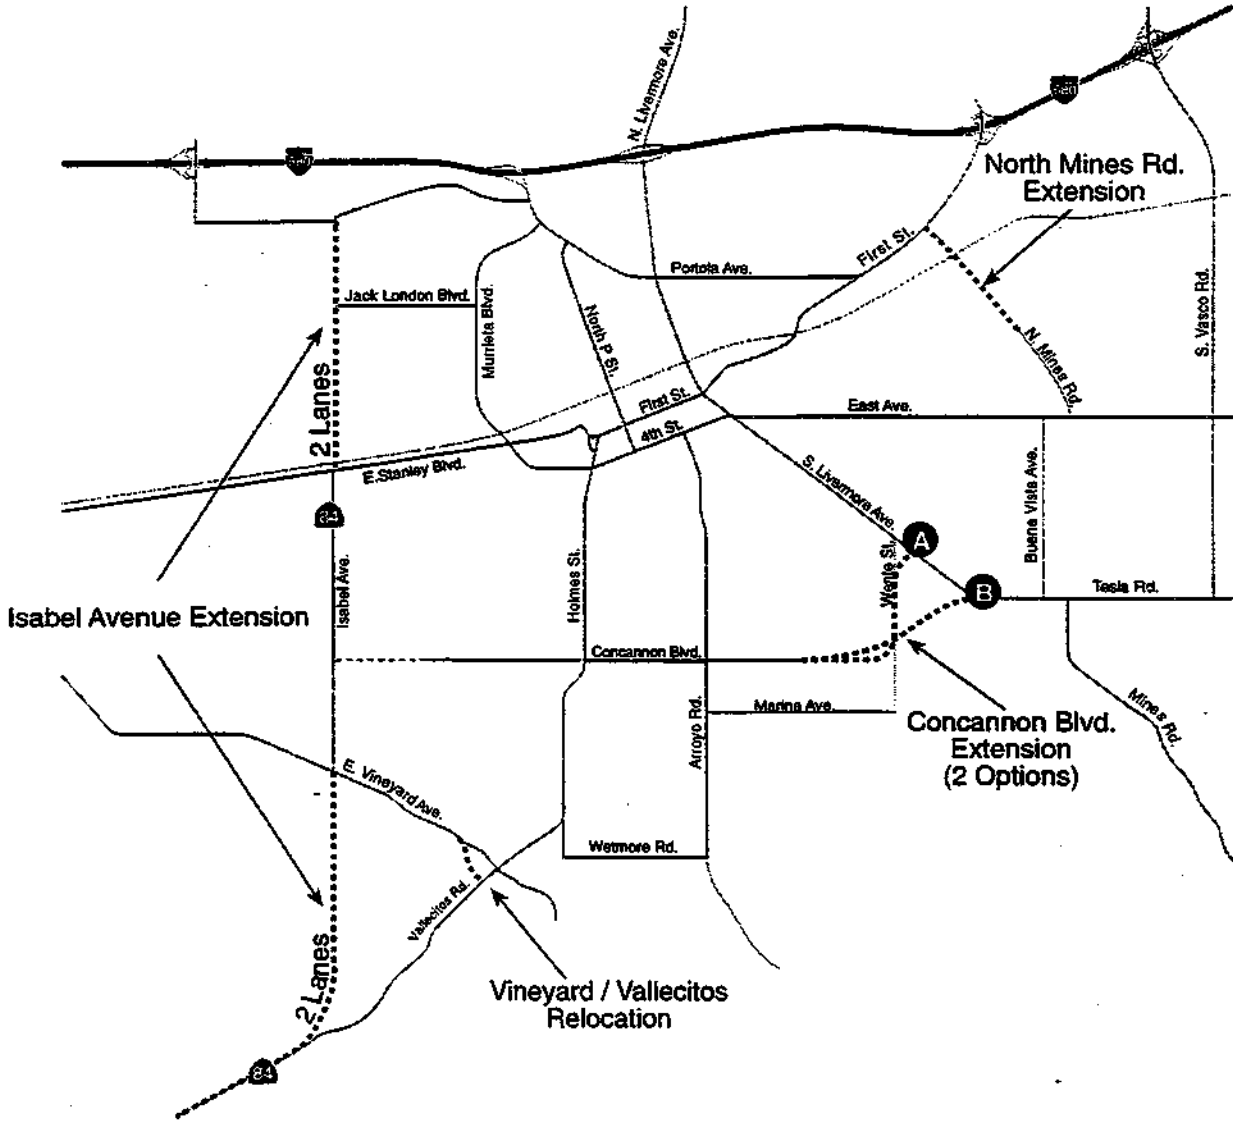 N. Livermore Ave.
580
580
North Mines Rd.
Extension
First St.
Portola Ave.
Jack London Blvd.
Murrieta Blvd.
North P St.
S. Vasco Rd.
N. Mines Rd.
2 Lanes
First St.
East Ave.
4th St.
E. Stanley Blvd.
S. Livermore Ave.
Buena Vista Ave.
84
A
Wente St.
Isabel Ave.
Holmes St.
B
Tesla Rd.
Isabel Avenue Extension
Concannon Blvd.
Marina Ave.
Arroyo Rd.
Mines Rd.
Concannon Blvd.
Extension
(2 Options)
E. Vineyard Ave.
Wetmore Rd.
Vallecitos Rd.
2 Lanes
Vineyard / Vallecitos
Relocation
84